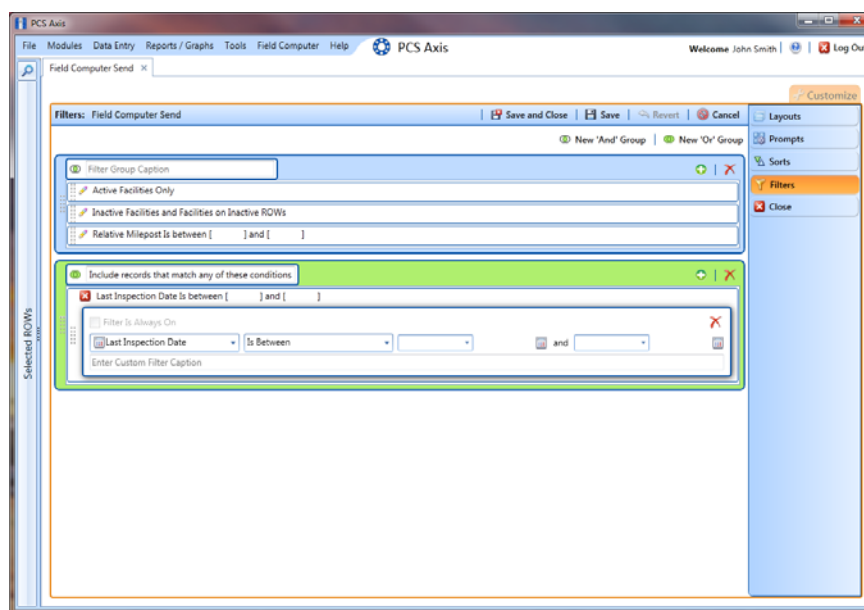 PCS Axis
File Modules Data Entry Reports / Graphs Tools Field Computer Help PCS Axis Welcome John Smith | | Log Ou
Field Computer Send
Customize
Filters: Field Computer Send | Save and Close | Save | Revert | Cancel
Layouts
New 'And' Group | New 'Or' Group
Prompts
Sorts
Filters
Close
Filter Group Caption
Active Facilities Only
Inactive Facilities and Facilities on Inactive ROWs
Relative Milepost Is between [ ] and [ ]
Include records that match any of these conditions
Last Inspection Date Is between [ ] and [ ]
Filter Is Always On
Last Inspection Date Is Between and
Enter Custom Filter Caption
Selected ROWs